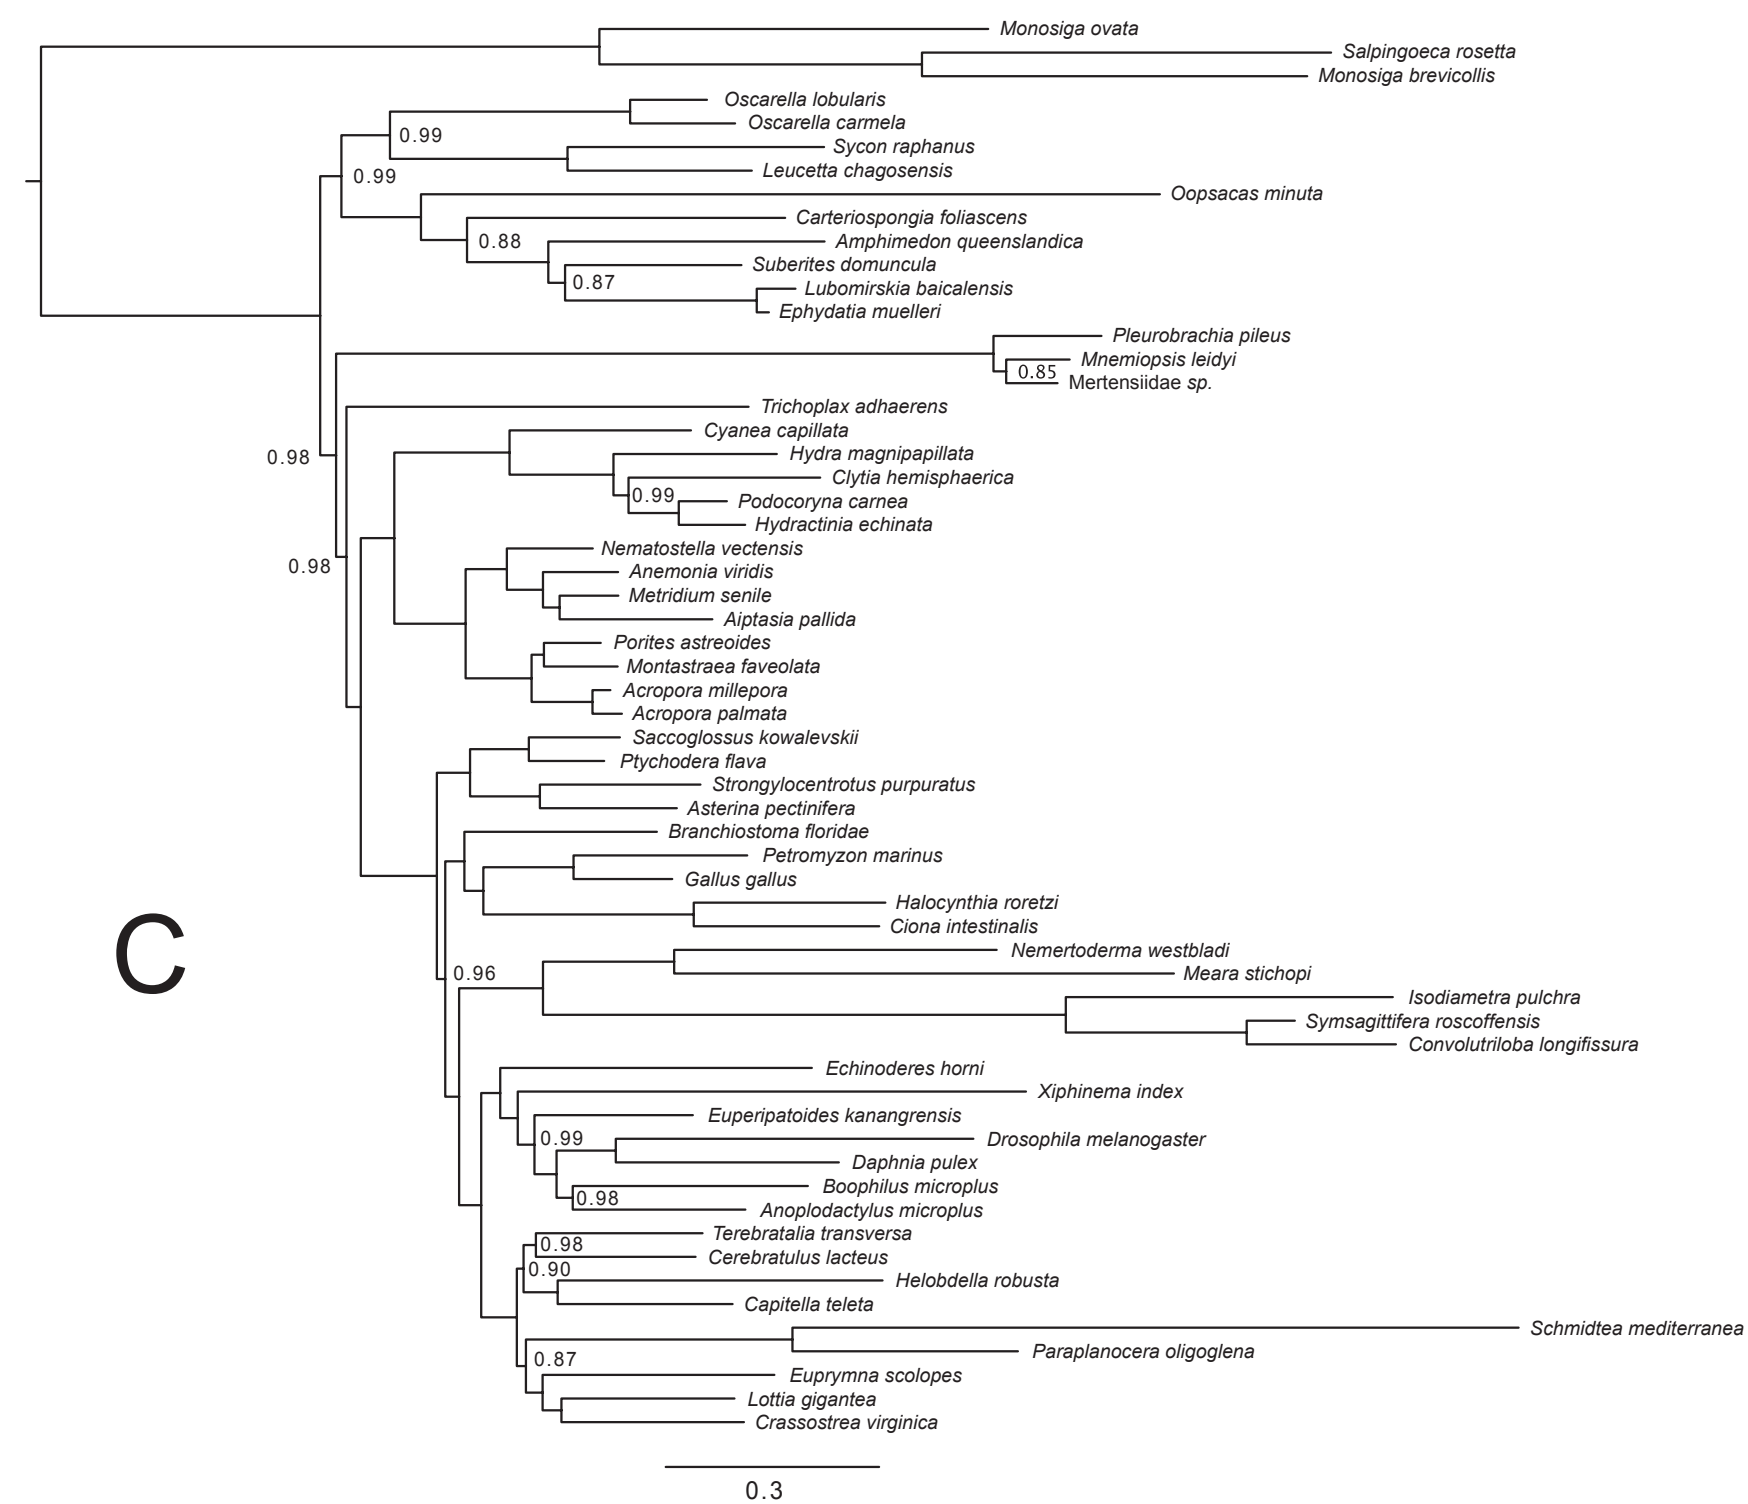 Monosiga ovata
Salpingoeca rosetta
Monosiga brevicollis
Oscarella lobularis
Oscarella carmela
0.99
Sycon raphanus
Leucetta chagosensis
0.99
Oopsacas minuta
Carteriospongia foliascens
0.88
Amphimedon queenslandica
Suberites domuncula
0.87
Lubomirskia baicalensis
Ephydatia muelleri
Pleurobrachia pileus
Mnemiopsis leidyi
0.85
Mertensiidae sp.
Trichoplax adhaerens
Cyanea capillata
0.98
Hydra magnipapillata
Clytia hemisphaerica
0.99
Podocoryna carnea
Hydractinia echinata
Nematostella vectensis
0.98
Anemonia viridis
Metridium senile
Aiptasia pallida
Porites astreoides
Montastraea faveolata
Acropora millepora
Acropora palmata
Saccoglossus kowalevskii
Ptychodera flava
Strongylocentrotus purpuratus
Asterina pectinifera
Branchiostoma floridae
Petromyzon marinus
Gallus gallus
Halocynthia roretzi
Ciona intestinalis
C
Nemertoderma westbladi
0.96
Meara stichopi
Isodiametra pulchra
Symsagittifera roscoffensis
Convolutriloba longifissura
Echinoderes horni
Xiphinema index
Euperipatoides kanangrensis
0.99
Drosophila melanogaster
Daphnia pulex
Boophilus microplus
0.98
Anoplodactylus microplus
Terebratalia transversa
0.98
Cerebratulus lacteus
0.90
Helobdella robusta
Capitella teleta
Schmidtea mediterranea
Paraplanocera oligoglena
0.87
Euprymna scolopes
Lottia gigantea
Crassostrea virginica
0.3